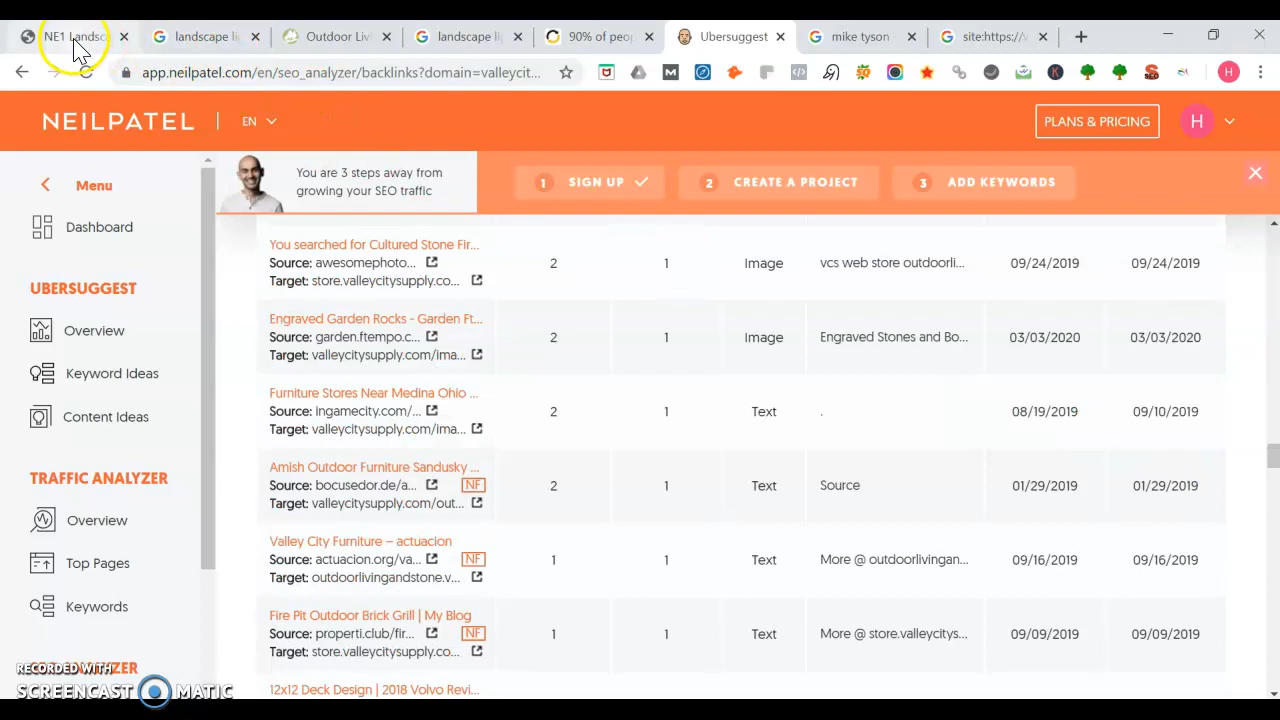 NE1 Landsca
landscape li
Outdoor Livi
landscape li
90% of peop
Ubersuggest
mike tyson
site:https://
app.neilpatel.com/en/seo_analyzer/backlinks?domain=valleycit...
H
NEILPATEL
EN
PLANS & PRICING
H
You are 3 steps away from
growing your SEO traffic
1 SIGN UP
2 CREATE A PROJECT
3 ADD KEYWORDS
Menu
Dashboard
UBERSUGGEST
Overview
Keyword Ideas
Content Ideas
TRAFFIC ANALYZER
Overview
Top Pages
Keywords
ZER
You searched for Cultured Stone Fir...
Source: awesomephoto...
Target: store.valleycitysupply.co...
2 1 Image vcs web store outdoorli... 09/24/2019 09/24/2019
Engraved Garden Rocks - Garden Ft...
Source: garden.ftempo.c...
Target: valleycitysupply.com/ima...
2 1 Image Engraved Stones and Bo... 03/03/2020 03/03/2020
Furniture Stores Near Medina Ohio ...
Source: ingamecity.com/...
Target: valleycitysupply.com/ima...
2 1 Text . 08/19/2019 09/10/2019
Amish Outdoor Furniture Sandusky ...
Source: bocusedor.de/a... NF
Target: valleycitysupply.com/out...
2 1 Text Source 01/29/2019 01/29/2019
Valley City Furniture – actuacion
Source: actuacion.org/va... NF
Target: outdoorlivingandstone.v...
1 1 Text More @ outdoorlivingan... 09/16/2019 09/16/2019
Fire Pit Outdoor Brick Grill | My Blog
Source: properti.club/fir... NF
Target: store.valleycitysupply.co...
1 1 Text More @ store.valleycitys... 09/09/2019 09/09/2019
12x12 Deck Design | 2018 Volvo Revi...
RECORDED WITH
SCREENCAST MATIC